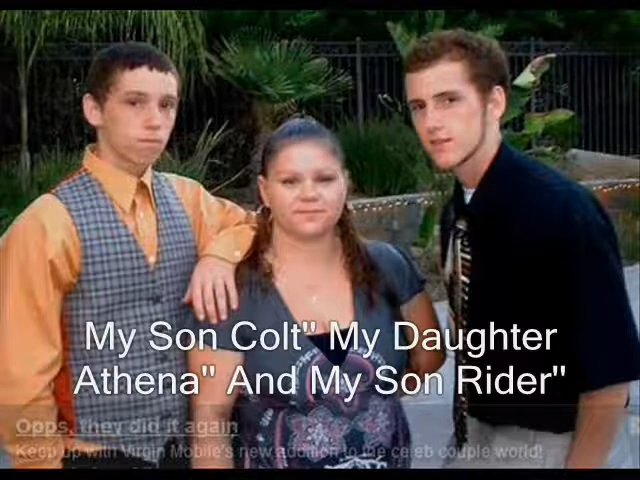 My Son Colt" My Daughter
Athena" And My Son Rider"
Opps, they did it again
Keep up with Virgin Mobile's new addition to the celeb couple world!